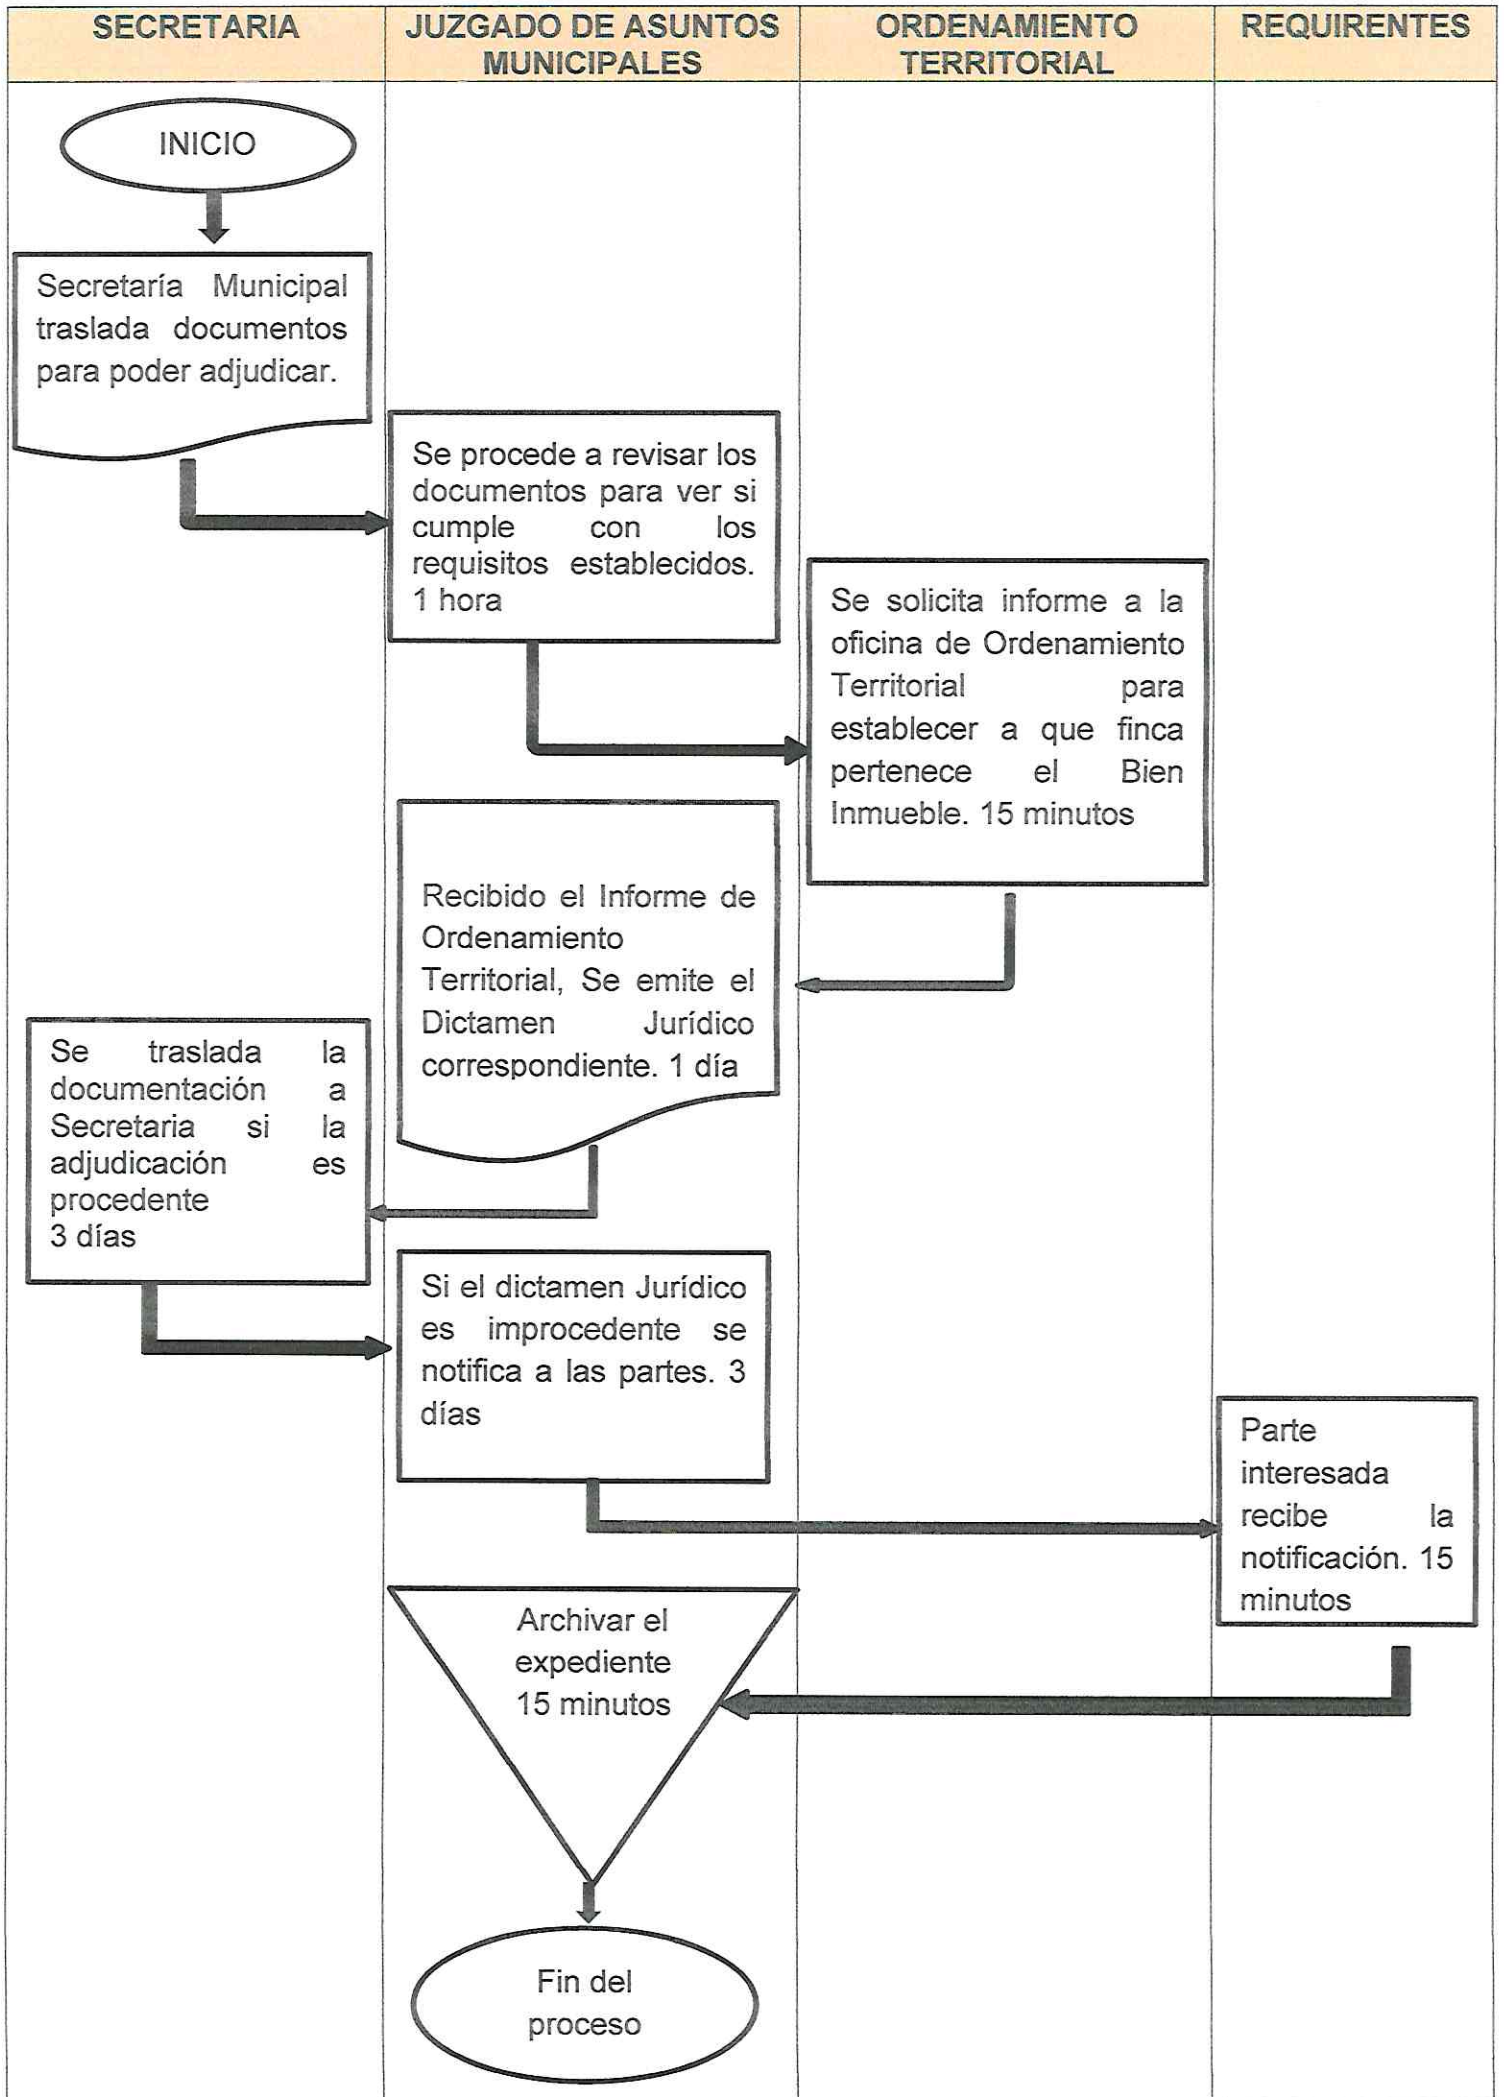 SECRETARIA
JUZGADO DE ASUNTOS
MUNICIPALES
ORDENAMIENTO
TERRITORIAL
REQUIRENTES
INICIO
Secretaría Municipal
traslada documentos
para poder adjudicar.
Se procede a revisar los
documentos para ver si
cumple con los
requisitos establecidos.
1 hora
Se solicita informe a la
oficina de Ordenamiento
Territorial para
establecer a que finca
pertenece el Bien
Inmueble. 15 minutos
Recibido el Informe de
Ordenamiento
Territorial, Se emite el
Dictamen Jurídico
correspondiente. 1 día
Se traslada la
documentación a
Secretaria si la
adjudicación es
procedente
3 días
Si el dictamen Jurídico
es improcedente se
notifica a las partes. 3
días
Parte
interesada
recibe la
notificación. 15
minutos
Archivar el
expediente
15 minutos
Fin del
proceso